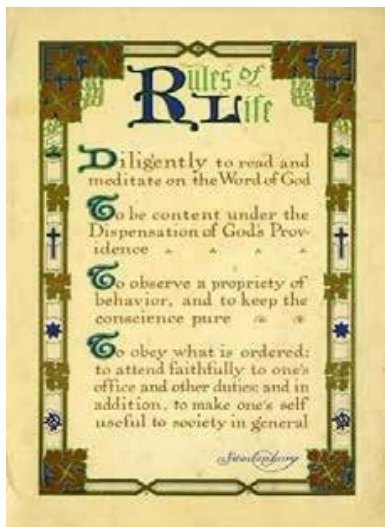 Rules of
Life
Diligently to read and
meditate on the Word of God
To be content under the
Dispensation of God's Prov-
idence
To observe a propriety of
behavior, and to keep the
conscience pure
To obey what is ordered;
to attend faithfully to one's
office and other duties; and in
addition, to make one's self
useful to society in general
Swedenborg